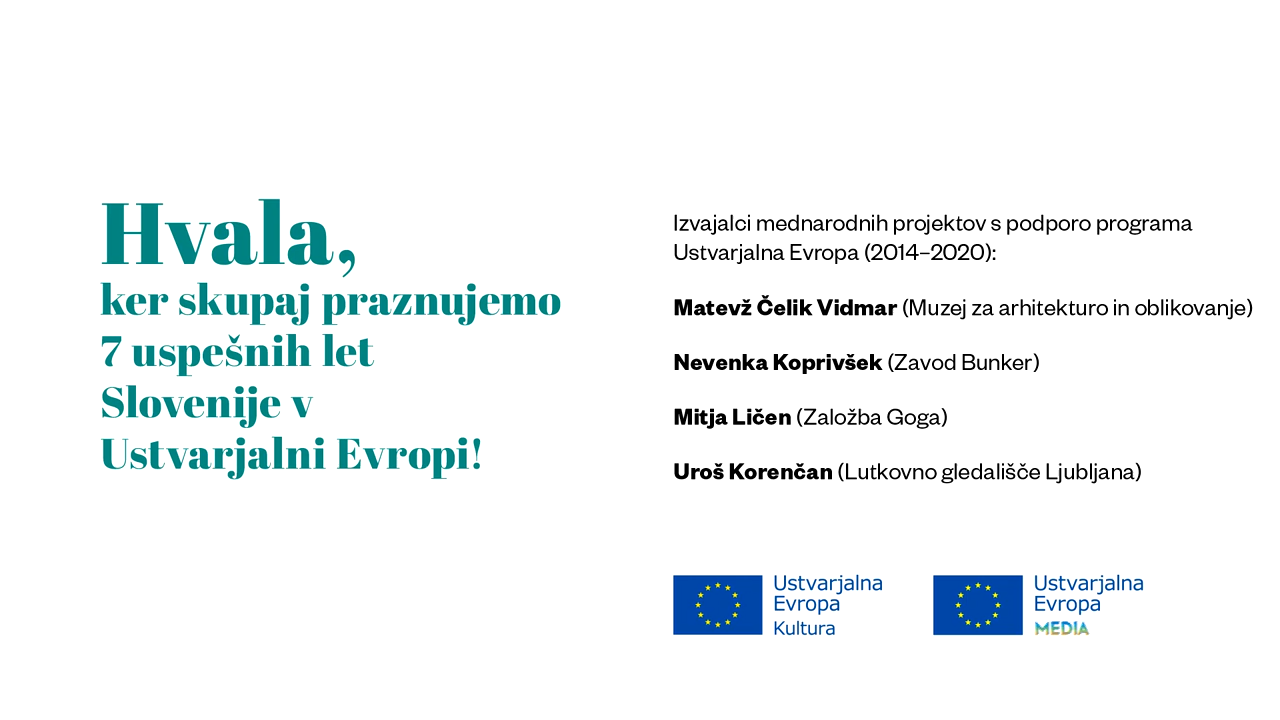 Hvala,
ker skupaj praznujemo
7 uspešnih let
Slovenije v
Ustvarjalni Evropi!
Izvajalci mednarodnih projektov s podporo programa
Ustvarjalna Evropa (2014–2020):
Matevž Čelik Vidmar (Muzej za arhitekturo in oblikovanje)
Nevenka Koprivšek (Zavod Bunker)
Mitja Ličen (Založba Goga)
Uroš Korenčan (Lutkovno gledališče Ljubljana)
Ustvarjalna
Evropa
Kultura
Ustvarjalna
Evropa
MEDIA